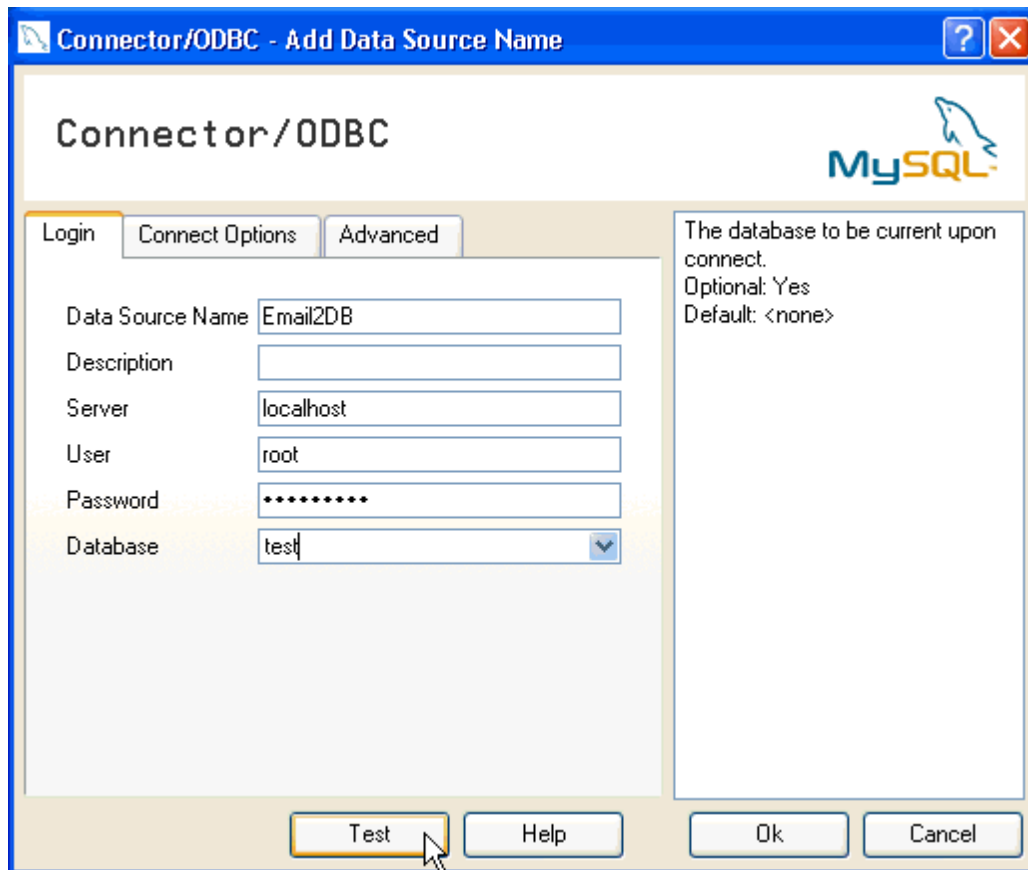 Connector/ODBC - Add Data Source Name
Connector/ODBC
MySQL
Login Connect Options Advanced
Data Source Name Email2DB
Description
Server localhost
User root
Password •••••••••
Database test
The database to be current upon
connect.
Optional: Yes
Default: <none>
Test Help Ok Cancel